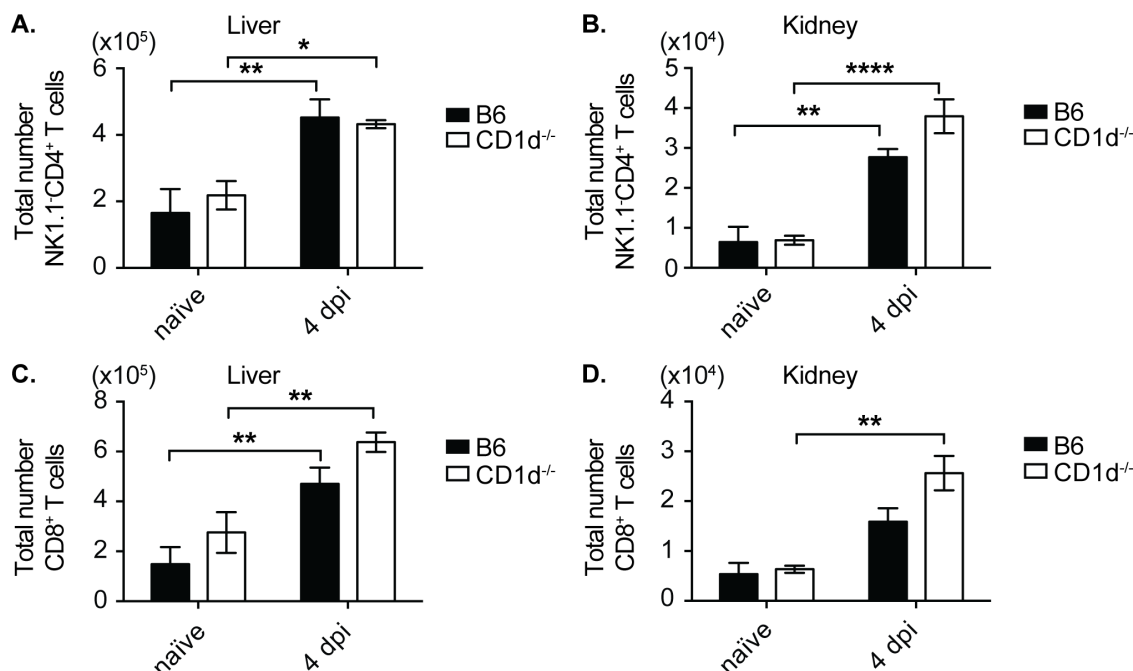 A.
Liver
(x10⁵)
Total number
NK1.1⁻CD4⁺ T cells
6
4
2
0
**
*
naïve
4 dpi
B6
CD1d⁻/⁻
B.
Kidney
(x10⁴)
Total number
NK1.1⁻CD4⁺ T cells
5
4
3
2
1
0
**
****
naïve
4 dpi
B6
CD1d⁻/⁻
C.
Liver
(x10⁵)
Total number
CD8⁺ T cells
8
6
4
2
0
**
**
naïve
4 dpi
B6
CD1d⁻/⁻
D.
Kidney
(x10⁴)
Total number
CD8⁺ T cells
4
3
2
1
0
**
naïve
4 dpi
B6
CD1d⁻/⁻